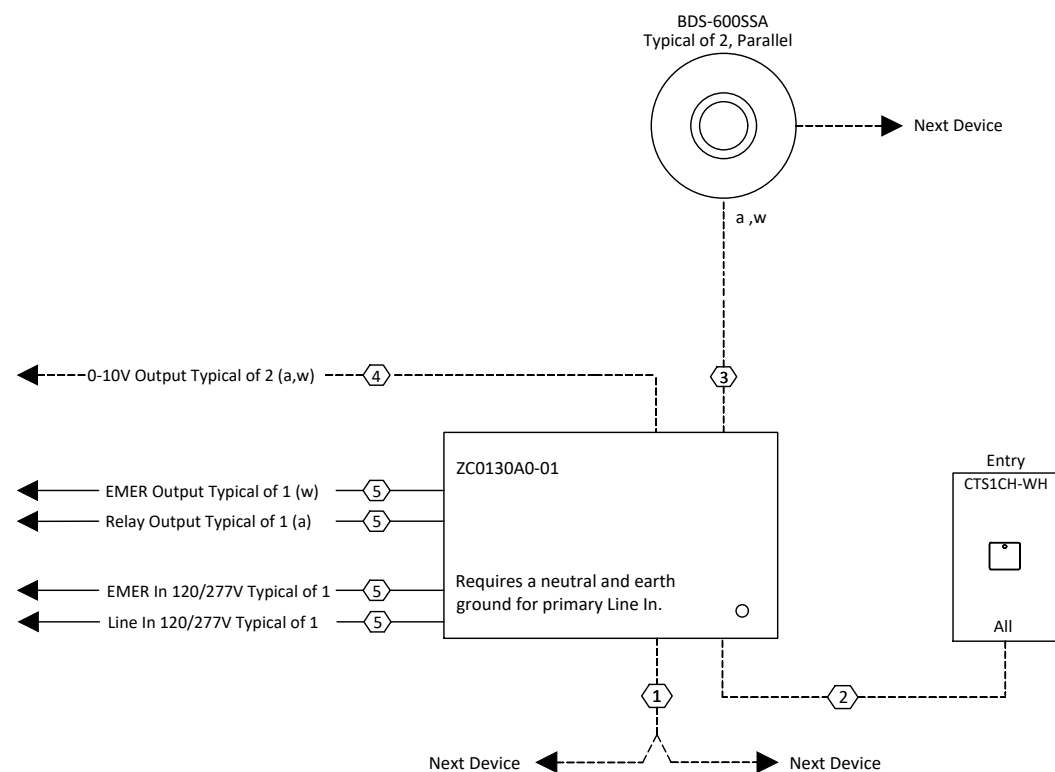 BDS-600SSA
Typical of 2, Parallel
Next Device
a ,w
0-10V Output Typical of 2 (a,w)
4
3
ZC0130A0-01
Entry
CTS1CH-WH
EMER Output Typical of 1 (w)
5
Relay Output Typical of 1 (a)
5
EMER In 120/277V Typical of 1
5
Requires a neutral and earth
ground for primary Line In.
Line In 120/277V Typical of 1
5
All
1
2
Next Device
Next Device